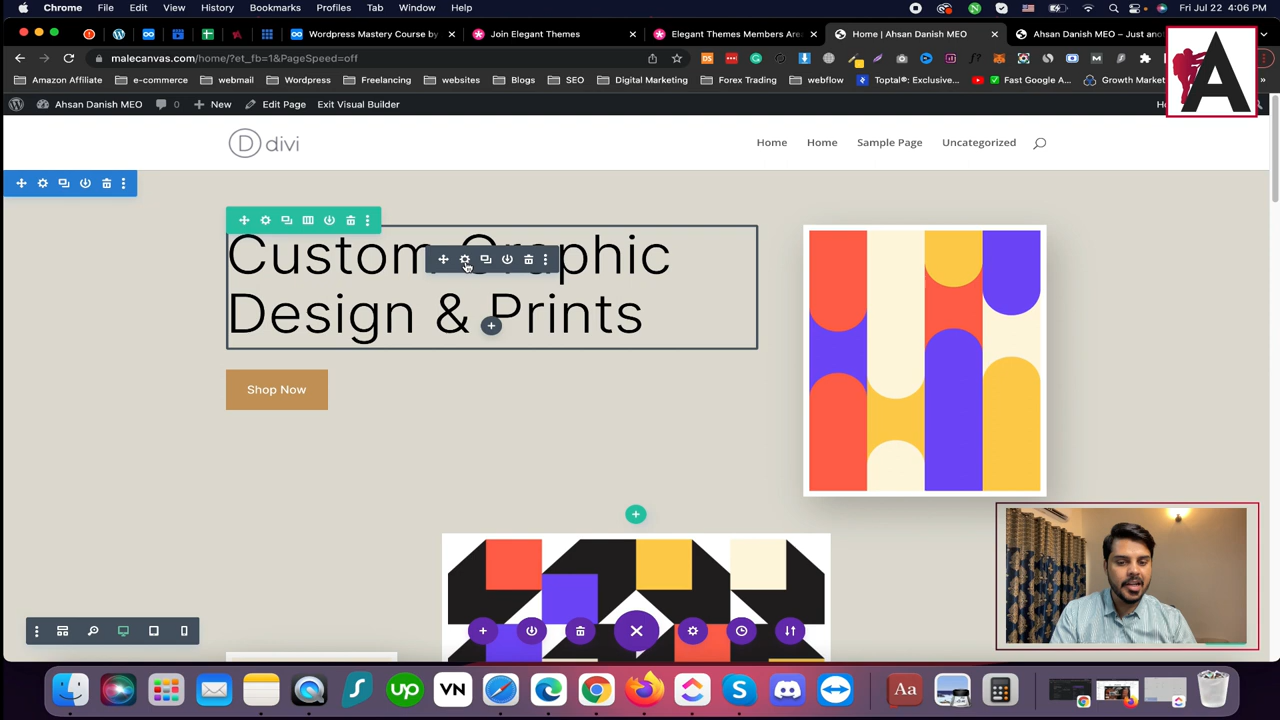 Chrome File Edit View History Bookmarks Profiles Tab Window Help Fri Jul 22 4:06 PM
Wordpress Mastery Course by Join Elegant Themes Elegant Themes Members Are Home | Ahsan Danish MEO Ahsan Danish MEO – Just ano
malecanvas.com/home/?et_fb=1&PageSpeed=off
Amazon Affiliate e-commerce webmail Wordpress Freelancing websites Blogs SEO Digital Marketing Forex Trading webflow Toptal®: Exclusive... Fast Google A... Growth Market
Ahsan Danish MEO 0 New Edit Page Exit Visual Builder
A
D divi Home Home Sample Page Uncategorized
Custom Graphic
Design & Prints
Shop Now
up VN Aa